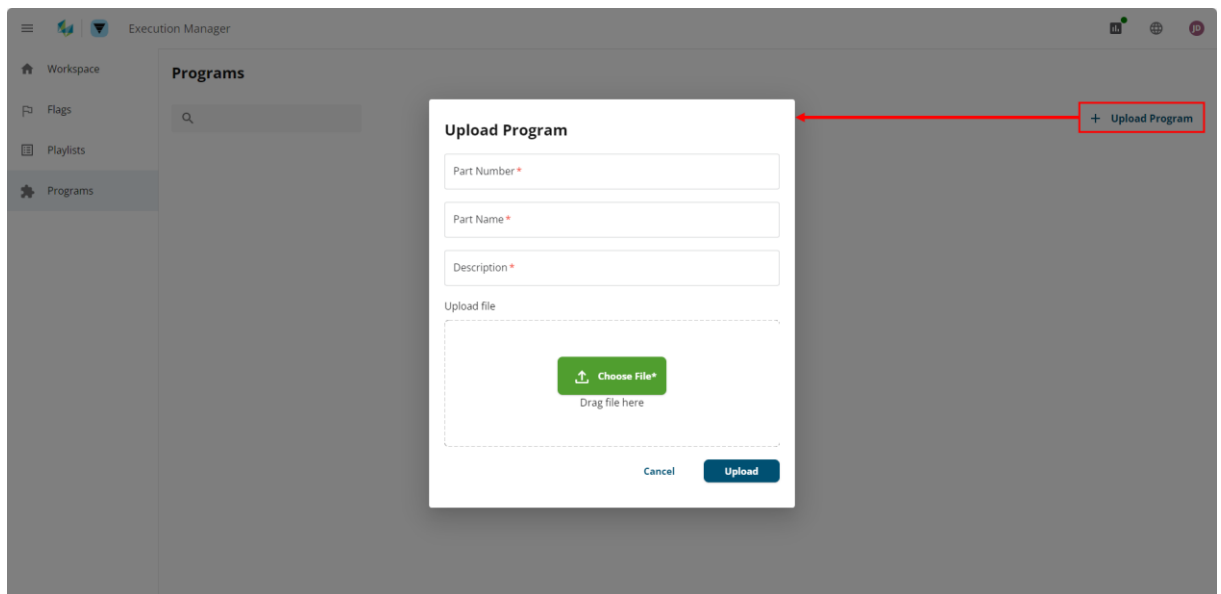 Execution Manager
JD
Workspace
Programs
Flags
Upload Program
+ Upload Program
Part Number *
Playlists
Programs
Part Name *
Description *
Upload file
Choose File*
Drag file here
Cancel
Upload